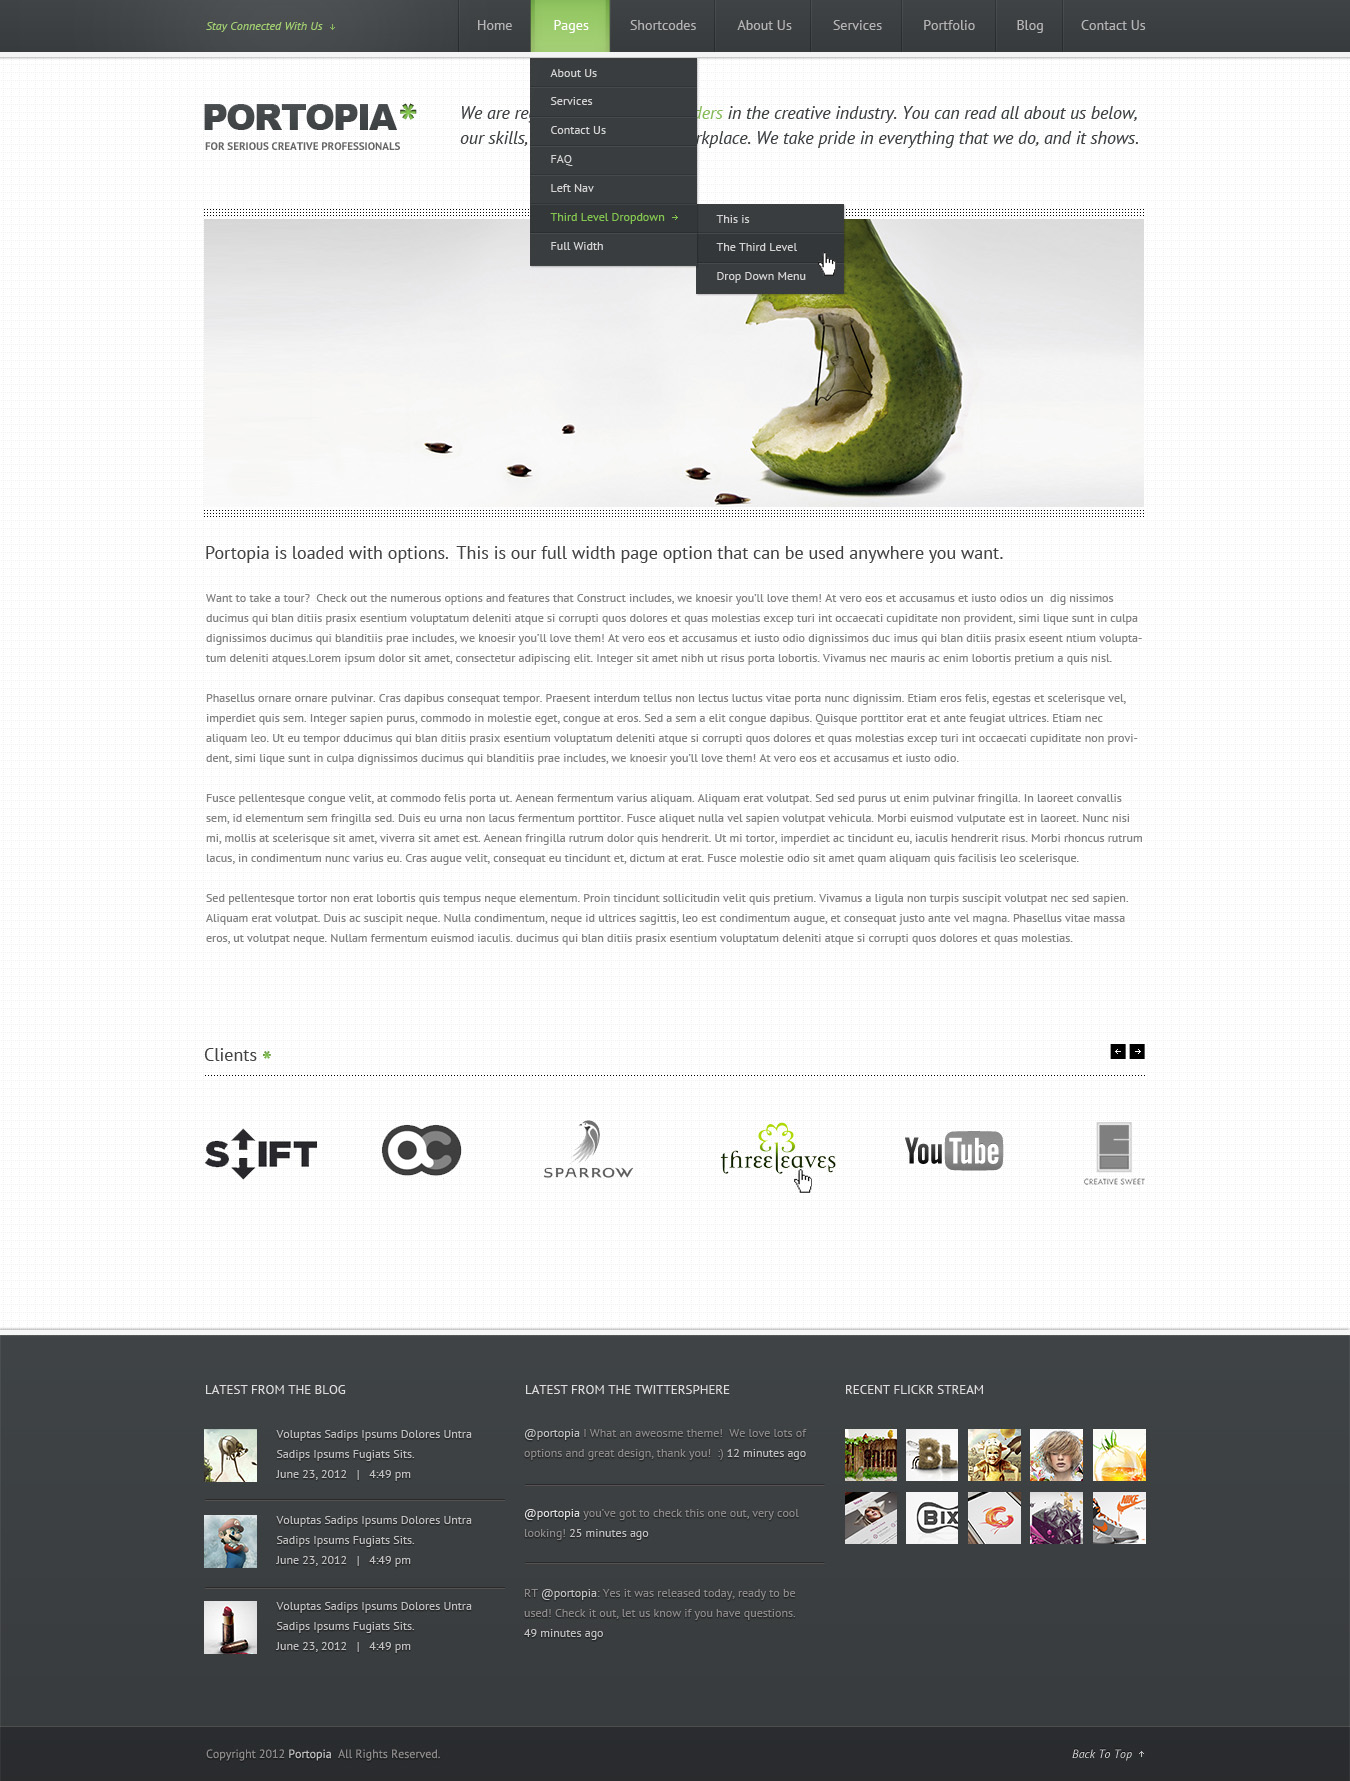 Stay Connected With Us ↓
Home Pages Shortcodes About Us Services Portfolio Blog Contact Us
About Us
Services
Contact Us
FAQ
Left Nav
Third Level Dropdown →
Full Width
This is
The Third Level
Drop Down Menu
PORTOPIA*
FOR SERIOUS CREATIVE PROFESSIONALS
We are in the creative industry. You can read all about us below,
our skills, We take pride in everything that we do, and it shows.
Portopia is loaded with options.  This is our full width page option that can be used anywhere you want.
Want to take a tour?  Check out the numerous options and features that Construct includes, we knoesir you'll love them! At vero eos et accusamus et iusto odios un  dig nissimos
ducimus qui blan ditiis prasix esentium voluptatum deleniti atque si corrupti quos dolores et quas molestias excep turi int occaecati cupiditate non provident, simi lique sunt in culpa
dignissimos ducimus qui blanditiis prae includes, we knoesir you'll love them! At vero eos et accusamus et iusto odio dignissimos duc imus qui blan ditiis prasix eseent ntium volupta-
tum deleniti atques.Lorem ipsum dolor sit amet, consectetur adipiscing elit. Integer sit amet nibh ut risus porta lobortis. Vivamus nec mauris ac enim lobortis pretium a quis nisl.
Phasellus ornare ornare pulvinar. Cras dapibus consequat tempor. Praesent interdum tellus non lectus luctus vitae porta nunc dignissim. Etiam eros felis, egestas et scelerisque vel,
imperdiet quis sem. Integer sapien purus, commodo in molestie eget, congue at eros. Sed a sem a elit congue dapibus. Quisque porttitor erat et ante feugiat ultrices. Etiam nec
aliquam leo. Ut eu tempor dducimus qui blan ditiis prasix esentium voluptatum deleniti atque si corrupti quos dolores et quas molestias excep turi int occaecati cupiditate non provi-
dent, simi lique sunt in culpa dignissimos ducimus qui blanditiis prae includes, we knoesir you'll love them! At vero eos et accusamus et iusto odio.
Fusce pellentesque congue velit, at commodo felis porta ut. Aenean fermentum varius aliquam. Aliquam erat volutpat. Sed sed purus ut enim pulvinar fringilla. In laoreet convallis
sem, id elementum sem fringilla sed. Duis eu urna non lacus fermentum porttitor. Fusce aliquet nulla vel sapien volutpat vehicula. Morbi euismod vulputate est in laoreet. Nunc nisi
mi, mollis at scelerisque sit amet, viverra sit amet est. Aenean fringilla rutrum dolor quis hendrerit. Ut mi tortor, imperdiet ac tincidunt eu, iaculis hendrerit risus. Morbi rhoncus rutrum
lacus, in condimentum nunc varius eu. Cras augue velit, consequat eu tincidunt et, dictum at erat. Fusce molestie odio sit amet quam aliquam quis facilisis leo scelerisque.
Sed pellentesque tortor non erat lobortis quis tempus neque elementum. Proin tincidunt sollicitudin velit quis pretium. Vivamus a ligula non turpis suscipit volutpat nec sed sapien.
Aliquam erat volutpat. Duis ac suscipit neque. Nulla condimentum, neque id ultrices sagittis, leo est condimentum augue, et consequat justo ante vel magna. Phasellus vitae massa
eros, ut volutpat neque. Nullam fermentum euismod iaculis. ducimus qui blan ditiis prasix esentium voluptatum deleniti atque si corrupti quos dolores et quas molestias.
Clients *
SHIFT
ac
SPARROW
threeleaves
YouTube
CREATIVE SWEET
LATEST FROM THE BLOG
Voluptas Sadips Ipsums Dolores Untra
Sadips Ipsums Fugiats Sits.
June 23, 2012 | 4:49 pm
Voluptas Sadips Ipsums Dolores Untra
Sadips Ipsums Fugiats Sits.
June 23, 2012 | 4:49 pm
Voluptas Sadips Ipsums Dolores Untra
Sadips Ipsums Fugiats Sits.
June 23, 2012 | 4:49 pm
LATEST FROM THE TWITTERSPHERE
@portopia I What an aweosme theme!  We love lots of
options and great design, thank you!  :) 12 minutes ago
@portopia you've got to check this one out, very cool
looking! 25 minutes ago
RT @portopia: Yes it was released today, ready to be
used! Check it out, let us know if you have questions.
49 minutes ago
RECENT FLICKR STREAM
BL
BIX
NIKE
Copyright 2012 Portopia  All Rights Reserved.
Back To Top ↑